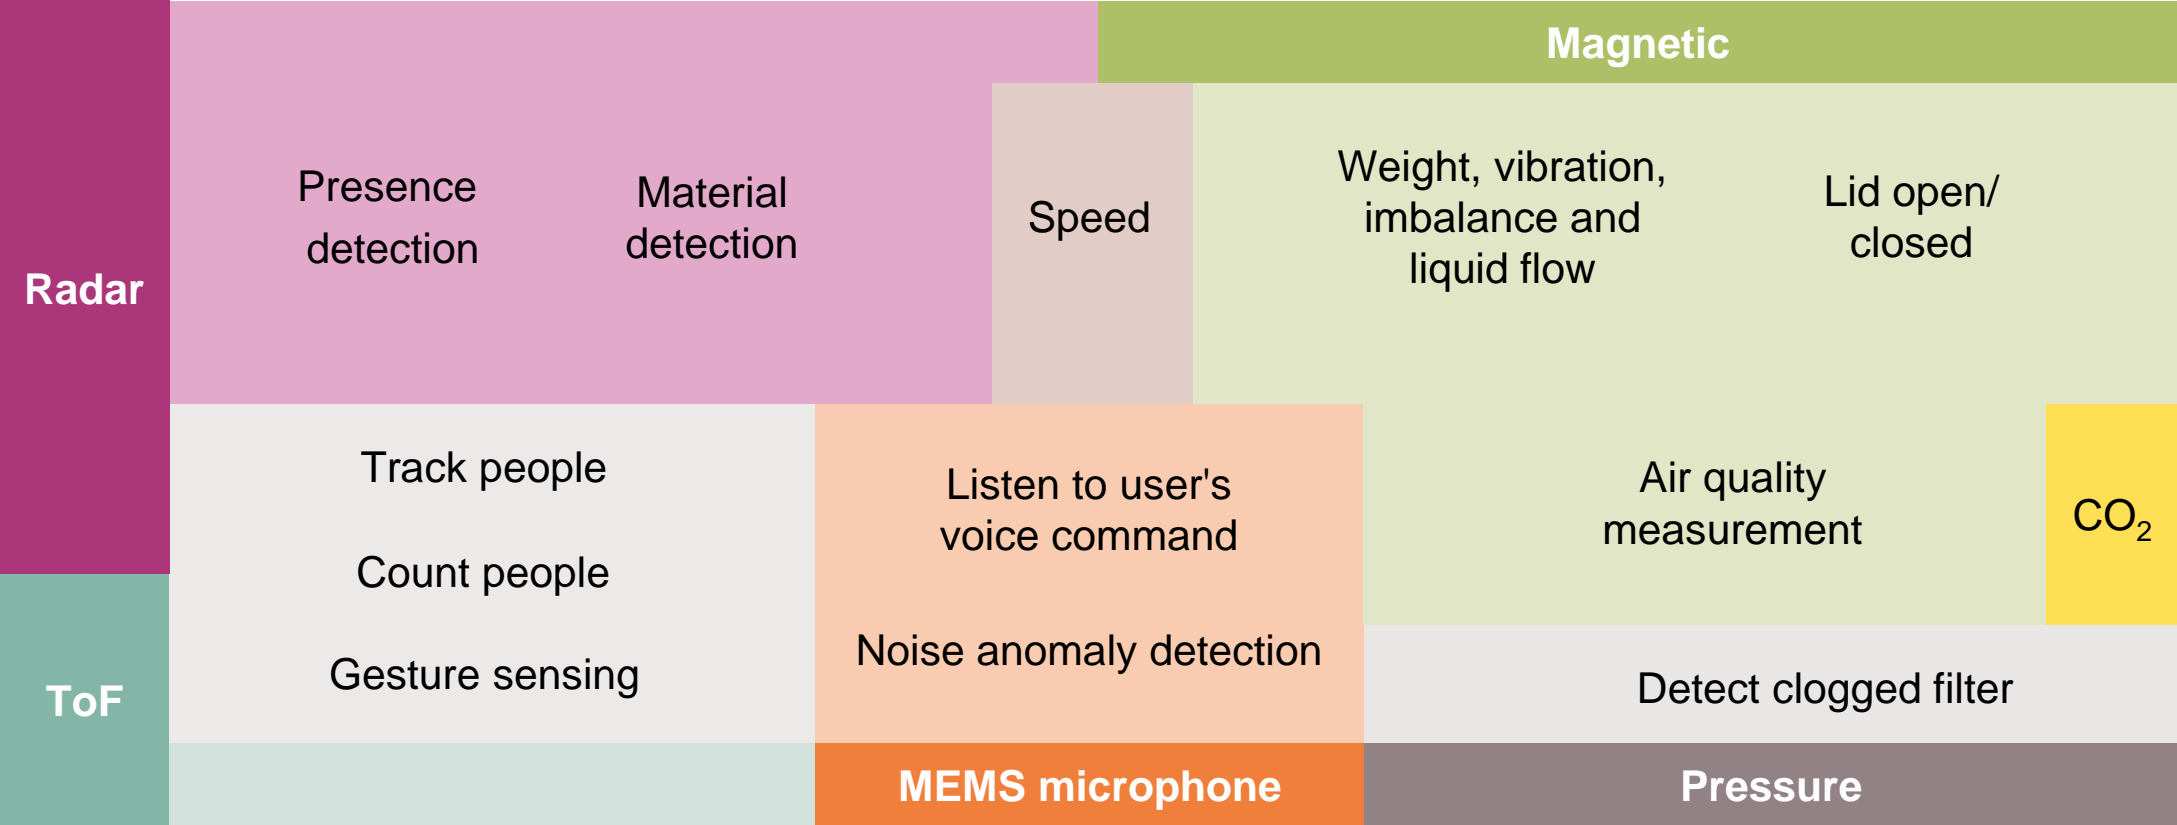 Magnetic
Radar
Presence
detection
Material
detection
Speed
Weight, vibration,
imbalance and
liquid flow
Lid open/
closed
Track people
Count people
Gesture sensing
Listen to user's
voice command
Noise anomaly detection
Air quality
measurement
CO₂
Detect clogged filter
ToF
MEMS microphone
Pressure